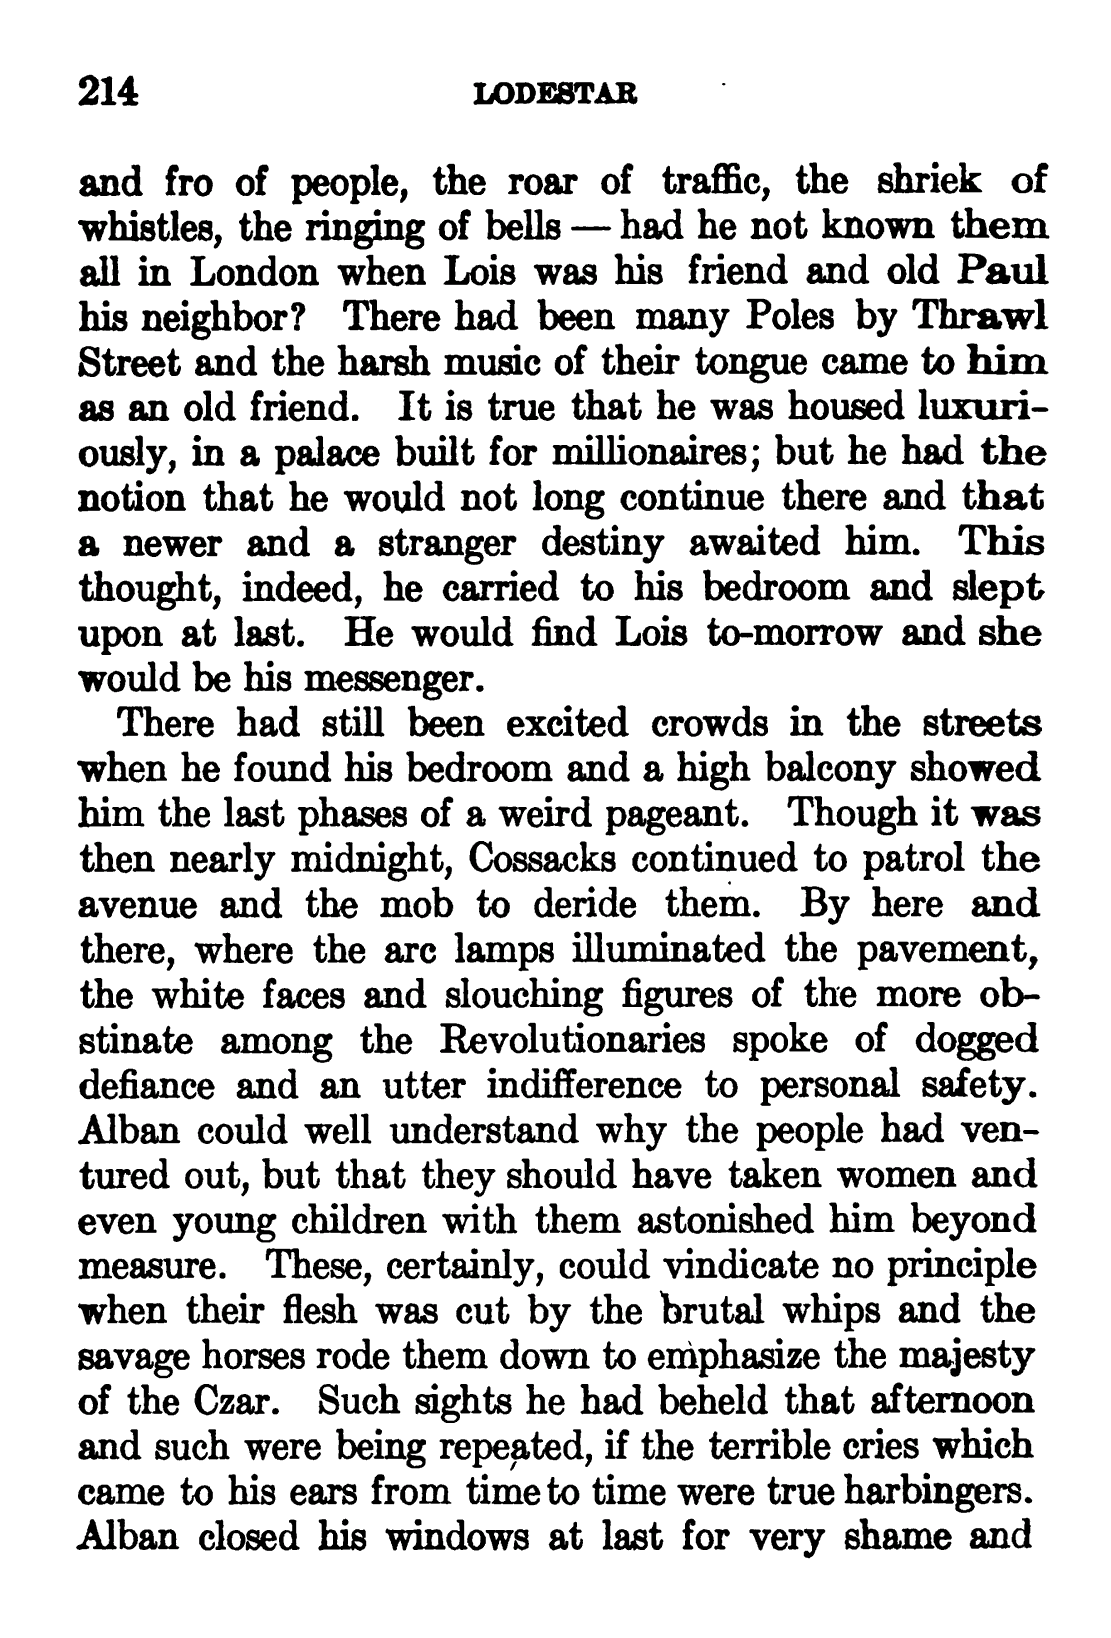 214 LODESTAR
and fro of people, the roar of traffic, the shriek of
whistles, the ringing of bells — had he not known them
all in London when Lois was his friend and old Paul
his neighbor? There had been many Poles by Thrawl
Street and the harsh music of their tongue came to him
as an old friend. It is true that he was housed luxuri-
ously, in a palace built for millionaires; but he had the
notion that he would not long continue there and that
a newer and a stranger destiny awaited him. This
thought, indeed, he carried to his bedroom and slept
upon at last. He would find Lois to-morrow and she
would be his messenger.
There had still been excited crowds in the streets
when he found his bedroom and a high balcony showed
him the last phases of a weird pageant. Though it was
then nearly midnight, Cossacks continued to patrol the
avenue and the mob to deride them. By here and
there, where the arc lamps illuminated the pavement,
the white faces and slouching figures of the more ob-
stinate among the Revolutionaries spoke of dogged
defiance and an utter indifference to personal safety.
Alban could well understand why the people had ven-
tured out, but that they should have taken women and
even young children with them astonished him beyond
measure. These, certainly, could vindicate no principle
when their flesh was cut by the brutal whips and the
savage horses rode them down to emphasize the majesty
of the Czar. Such sights he had beheld that afternoon
and such were being repeated, if the terrible cries which
came to his ears from time to time were true harbingers.
Alban closed his windows at last for very shame and